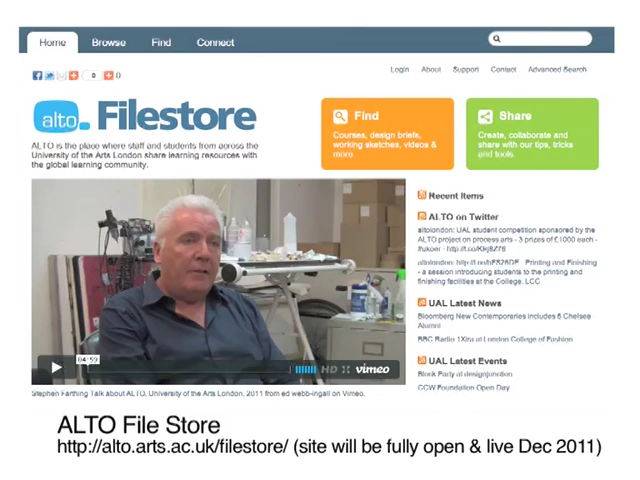 Home Browse Find Connect
0 0
Login About Support Contact Advanced Search
alto. Filestore
ALTO is the place where staff and students from across the
University of the Arts London share learning resources with
the global learning community.
Find
Courses, design briefs,
working sketches, videos &
more
Share
Create, collaborate and
share with our tips, tricks
and tools.
04:59
HD vimeo
Stephen Farthing Talk about ALTO, University of the Arts London, 2011 from ed webb-ingall on Vimeo.
Recent Items
ALTO on Twitter
altolondon: UAL student competition sponsored by the
ALTO project on process.arts - 3 prizes of £1000 each -
altolondon: Printing and Finishing
- a session introducing students to the printing and
finishing facilities at the College. LCC
UAL Latest News
Bloomberg New Contemporaries includes 6 Chelsea
Alumni
BBC Radio 1Xtra at London College of Fashion
UAL Latest Events
Blank Party at designjunction
CCW Foundation Open Day
ALTO File Store
http://alto.arts.ac.uk/filestore/ (site will be fully open & live Dec 2011)